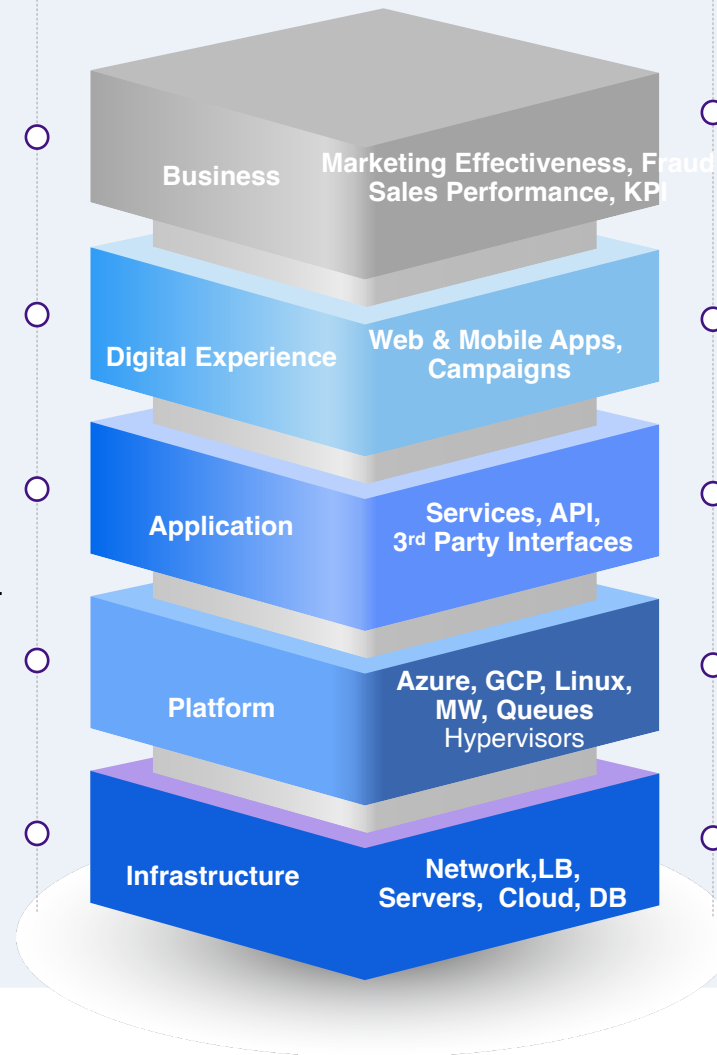 Business
Marketing Effectiveness, Fraud
Sales Performance, KPI
Digital Experience
Web & Mobile Apps,
Campaigns
Application
Services, API,
3rd Party Interfaces
Platform
Azure, GCP, Linux,
MW, Queues
Hypervisors
Infrastructure
Network,LB,
Servers, Cloud, DB